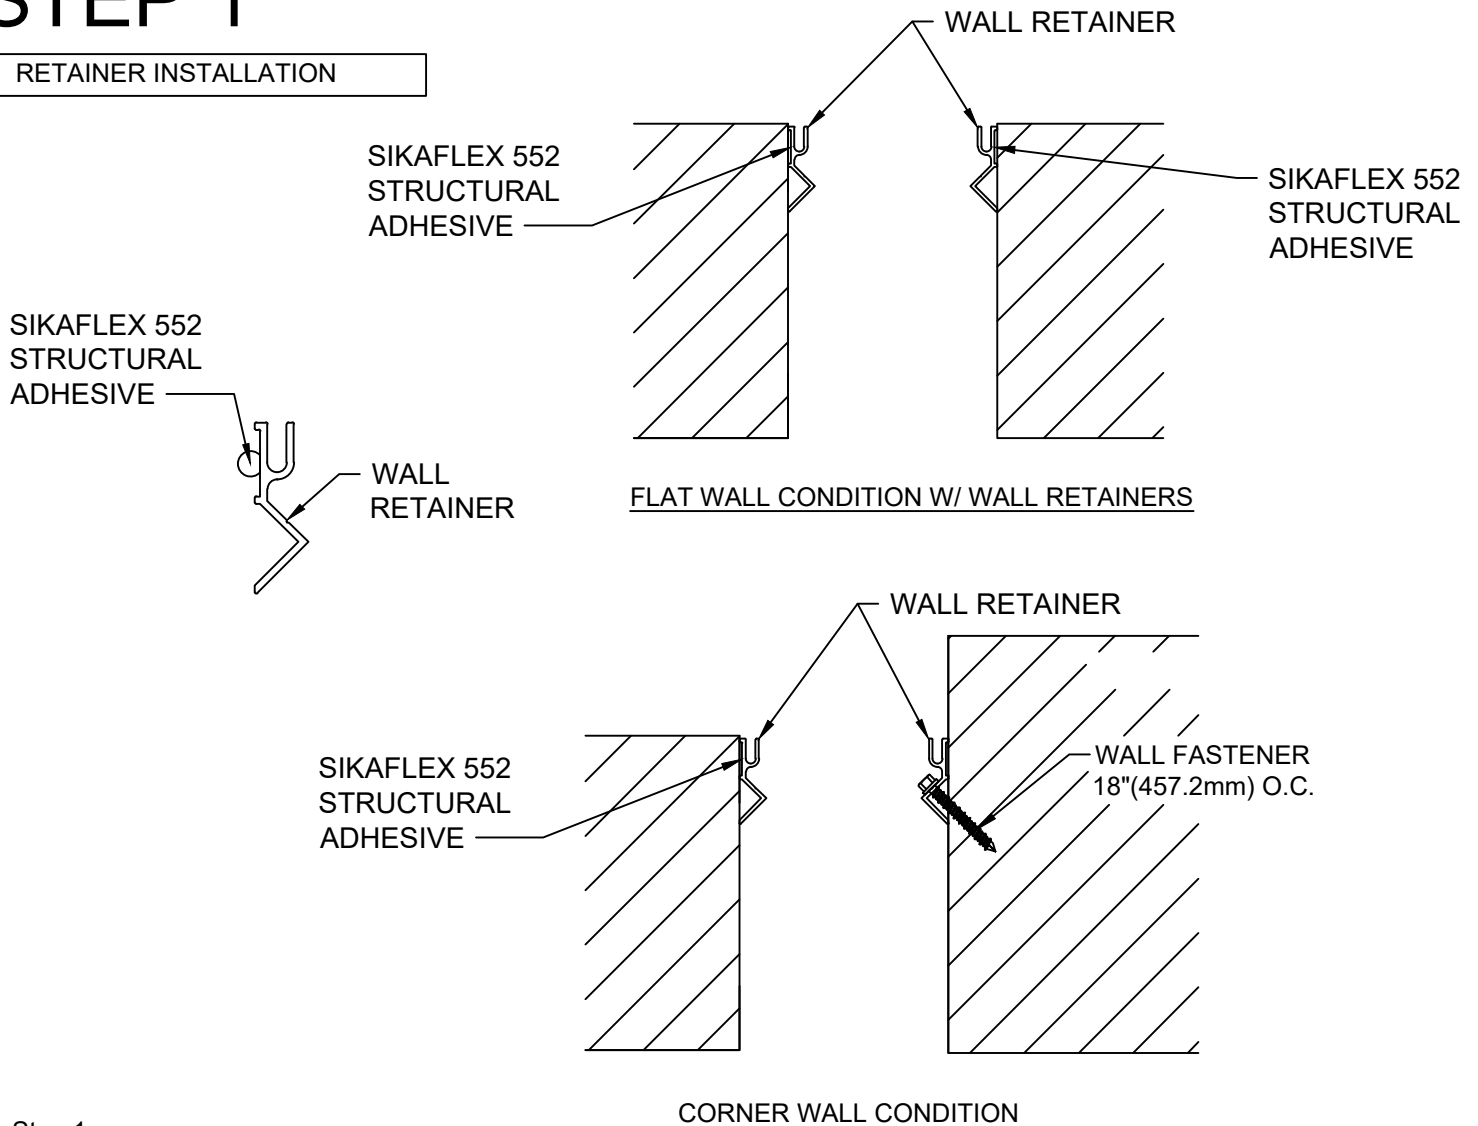 STEP 1
RETAINER INSTALLATION
WALL RETAINER
SIKAFLEX 552
STRUCTURAL
ADHESIVE
SIKAFLEX 552
STRUCTURAL
ADHESIVE
SIKAFLEX 552
STRUCTURAL
ADHESIVE
WALL
RETAINER
FLAT WALL CONDITION W/ WALL RETAINERS
WALL RETAINER
SIKAFLEX 552
STRUCTURAL
ADHESIVE
WALL FASTENER
18"(457.2mm) O.C.
CORNER WALL CONDITION
Step 1